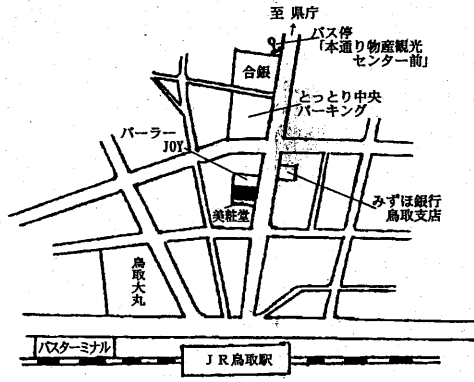 至 県庁
バス停
「本通り物産観光
センター前」
合銀
とっとり中央
パーキング
パーラー
JOY
みずほ銀行
鳥取支店
美粧堂
鳥取大丸
バスターミナル
JR鳥取駅